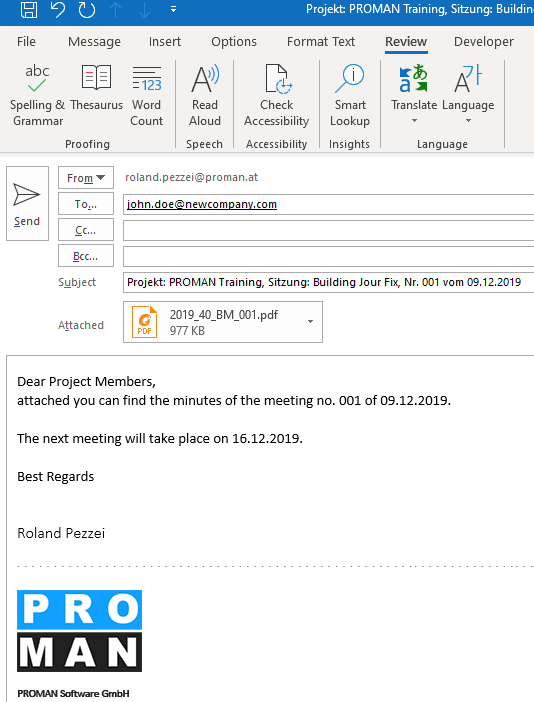 Projekt: PROMAN Training, Sitzung: Buildin
File Message Insert Options Format Text Review Developer
abc
Spelling & Grammar
Thesaurus
123
Word Count
Read Aloud
Check Accessibility
Smart Lookup
Translate
Language
Proofing Speech Accessibility Insights Language
Send
From roland.pezzei@proman.at
To... john.doe@newcompany.com
Cc...
Bcc...
Subject Projekt: PROMAN Training, Sitzung: Building Jour Fix, Nr. 001 vom 09.12.2019
Attached
PDF
2019_40_BM_001.pdf
977 KB
Dear Project Members,
attached you can find the minutes of the meeting no. 001 of 09.12.2019.
The next meeting will take place on 16.12.2019.
Best Regards
Roland Pezzei
PRO
MAN
PROMAN Software GmbH